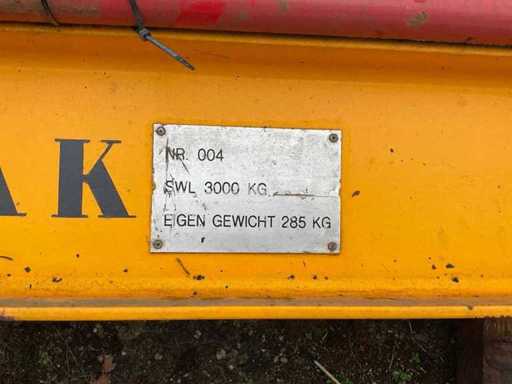 AK
NR. 004
SWL 3000 KG
EIGEN GEWICHT 285 KG